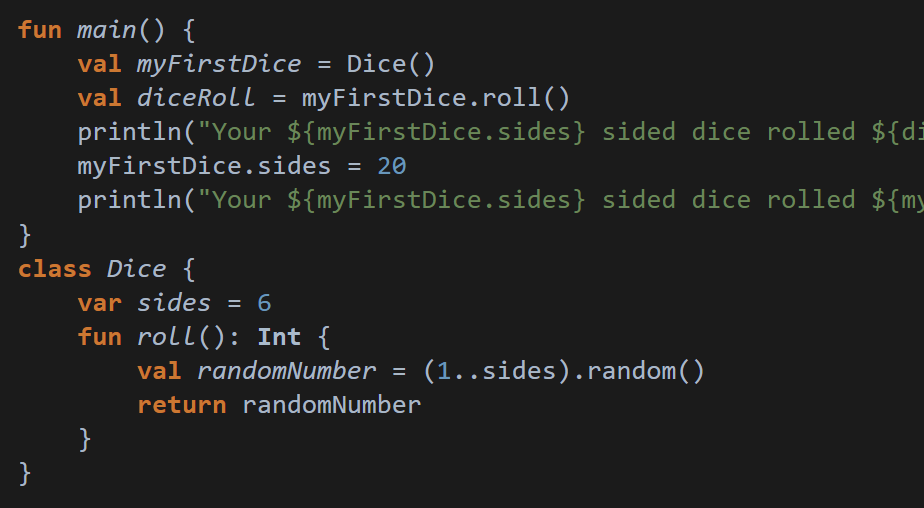 fun main() {
    val myFirstDice = Dice()
    val diceRoll = myFirstDice.roll()
    println("Your ${myFirstDice.sides} sided dice rolled ${di
    myFirstDice.sides = 20
    println("Your ${myFirstDice.sides} sided dice rolled ${my
}
class Dice {
    var sides = 6
    fun roll(): Int {
        val randomNumber = (1..sides).random()
        return randomNumber
    }
}